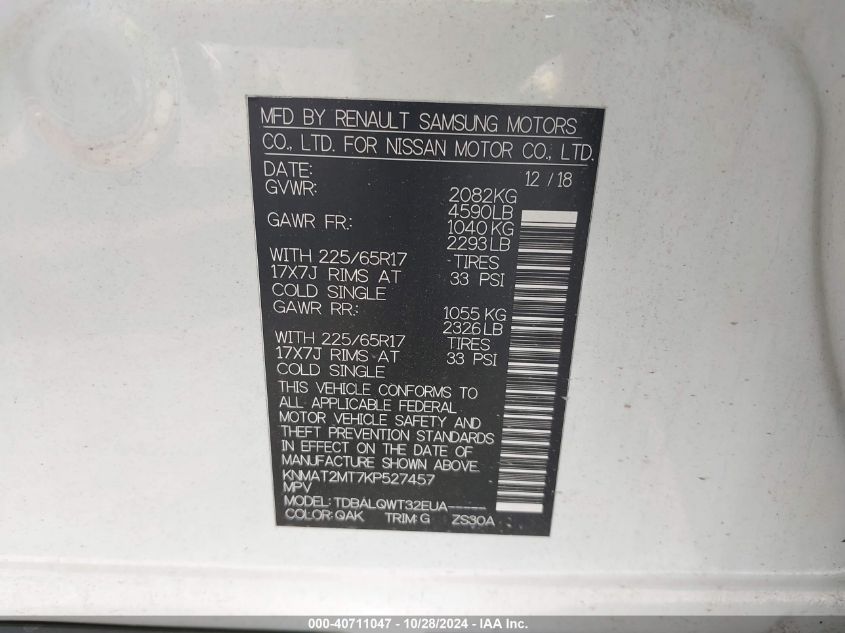 MFD BY RENAULT SAMSUNG MOTORS
CO., LTD. FOR NISSAN MOTOR CO., LTD.
DATE: 12 / 18
GVWR: 2082KG
4590LB
GAWR FR.: 1040 KG
2293 LB
WITH 225/65R17 TIRES
17X7J RIMS AT 33 PSI
COLD SINGLE
GAWR RR.: 1055 KG
2326 LB
WITH 225/65R17 TIRES
17X7J RIMS AT 33 PSI
COLD SINGLE
THIS VEHICLE CONFORMS TO
ALL APPLICABLE FEDERAL
MOTOR VEHICLE SAFETY AND
THEFT PREVENTION STANDARDS
IN EFFECT ON THE DATE OF
MANUFACTURE SHOWN ABOVE.
KNMAT2MT7KP527457
MPV
MODEL: TDBALQWT32EUA-----
COLOR: QAK TRIM: G ZS30A
000-40711047 - 10/28/2024 - IAA Inc.